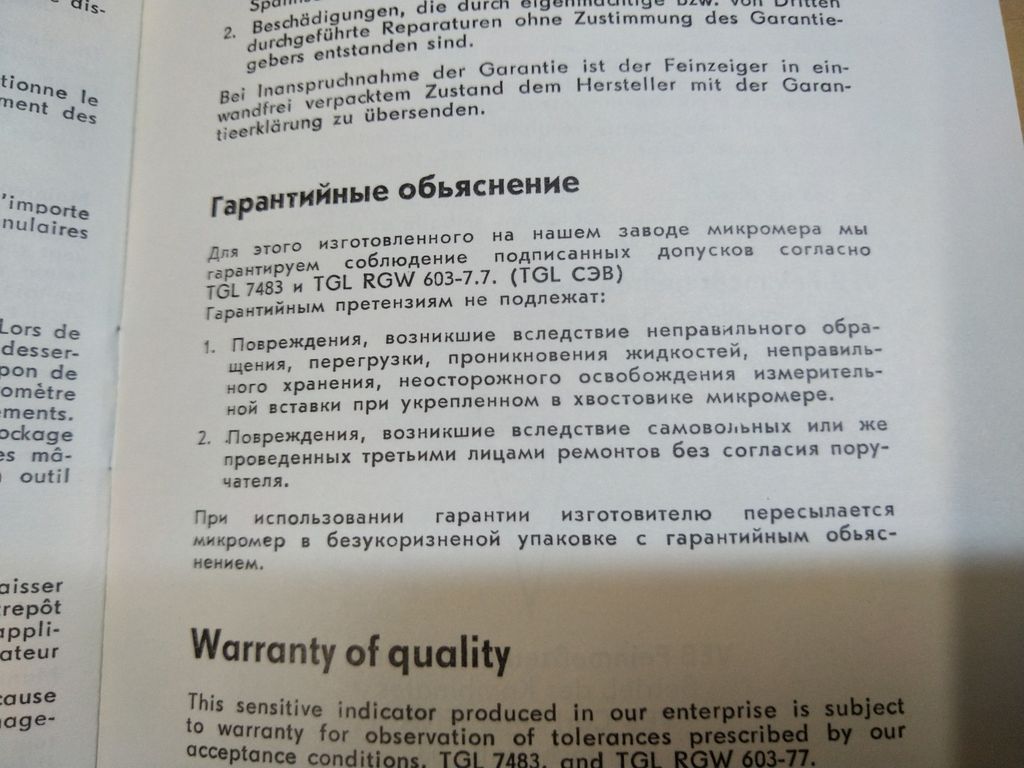 dis-
tionne le
ment des
'importe
nulaires
Lors de
desser-
pon de
omètre
ements.
ockage
es mâ-
outil
aisser
repôt
appli-
ateur
cause
nage-
2. Beschädigungen, die durch eigenmächtige bzw. von Dritten
durchgeführte Reparaturen ohne Zustimmung des Garantie-
gebers entstanden sind.
Bei Inanspruchnahme der Garantie ist der Feinzeiger in ein-
wandfrei verpacktem Zustand dem Hersteller mit der Garan-
tieerklärung zu übersenden.
Гарантийные обьяснение
Для этого изготовленного на нашем заводе микромера мы
гарантируем соблюдение подписанных допусков согласно
TGL 7483 и TGL RGW 603-7.7. (TGL СЭВ)
Гарантийным претензиям не подлежат:
1. Повреждения, возникшие вследствие неправильного обра-
щения, перегрузки, проникновения жидкостей, неправиль-
ного хранения, неосторожного освобождения измеритель-
ной вставки при укрепленном в хвостовике микромере.
2. Повреждения, возникшие вследствие самовольных или же
проведенных третьими лицами ремонтов без согласия пору-
чателя.
При использовании гарантии изготовителю пересылается
микромер в безукоризненой упаковке с гарантийным обьяс-
нением.
Warranty of quality
This sensitive indicator produced in our enterprise is subject
to warranty for observation of tolerances prescribed by our
acceptance conditions, TGL 7483, and TGL RGW 603-77.